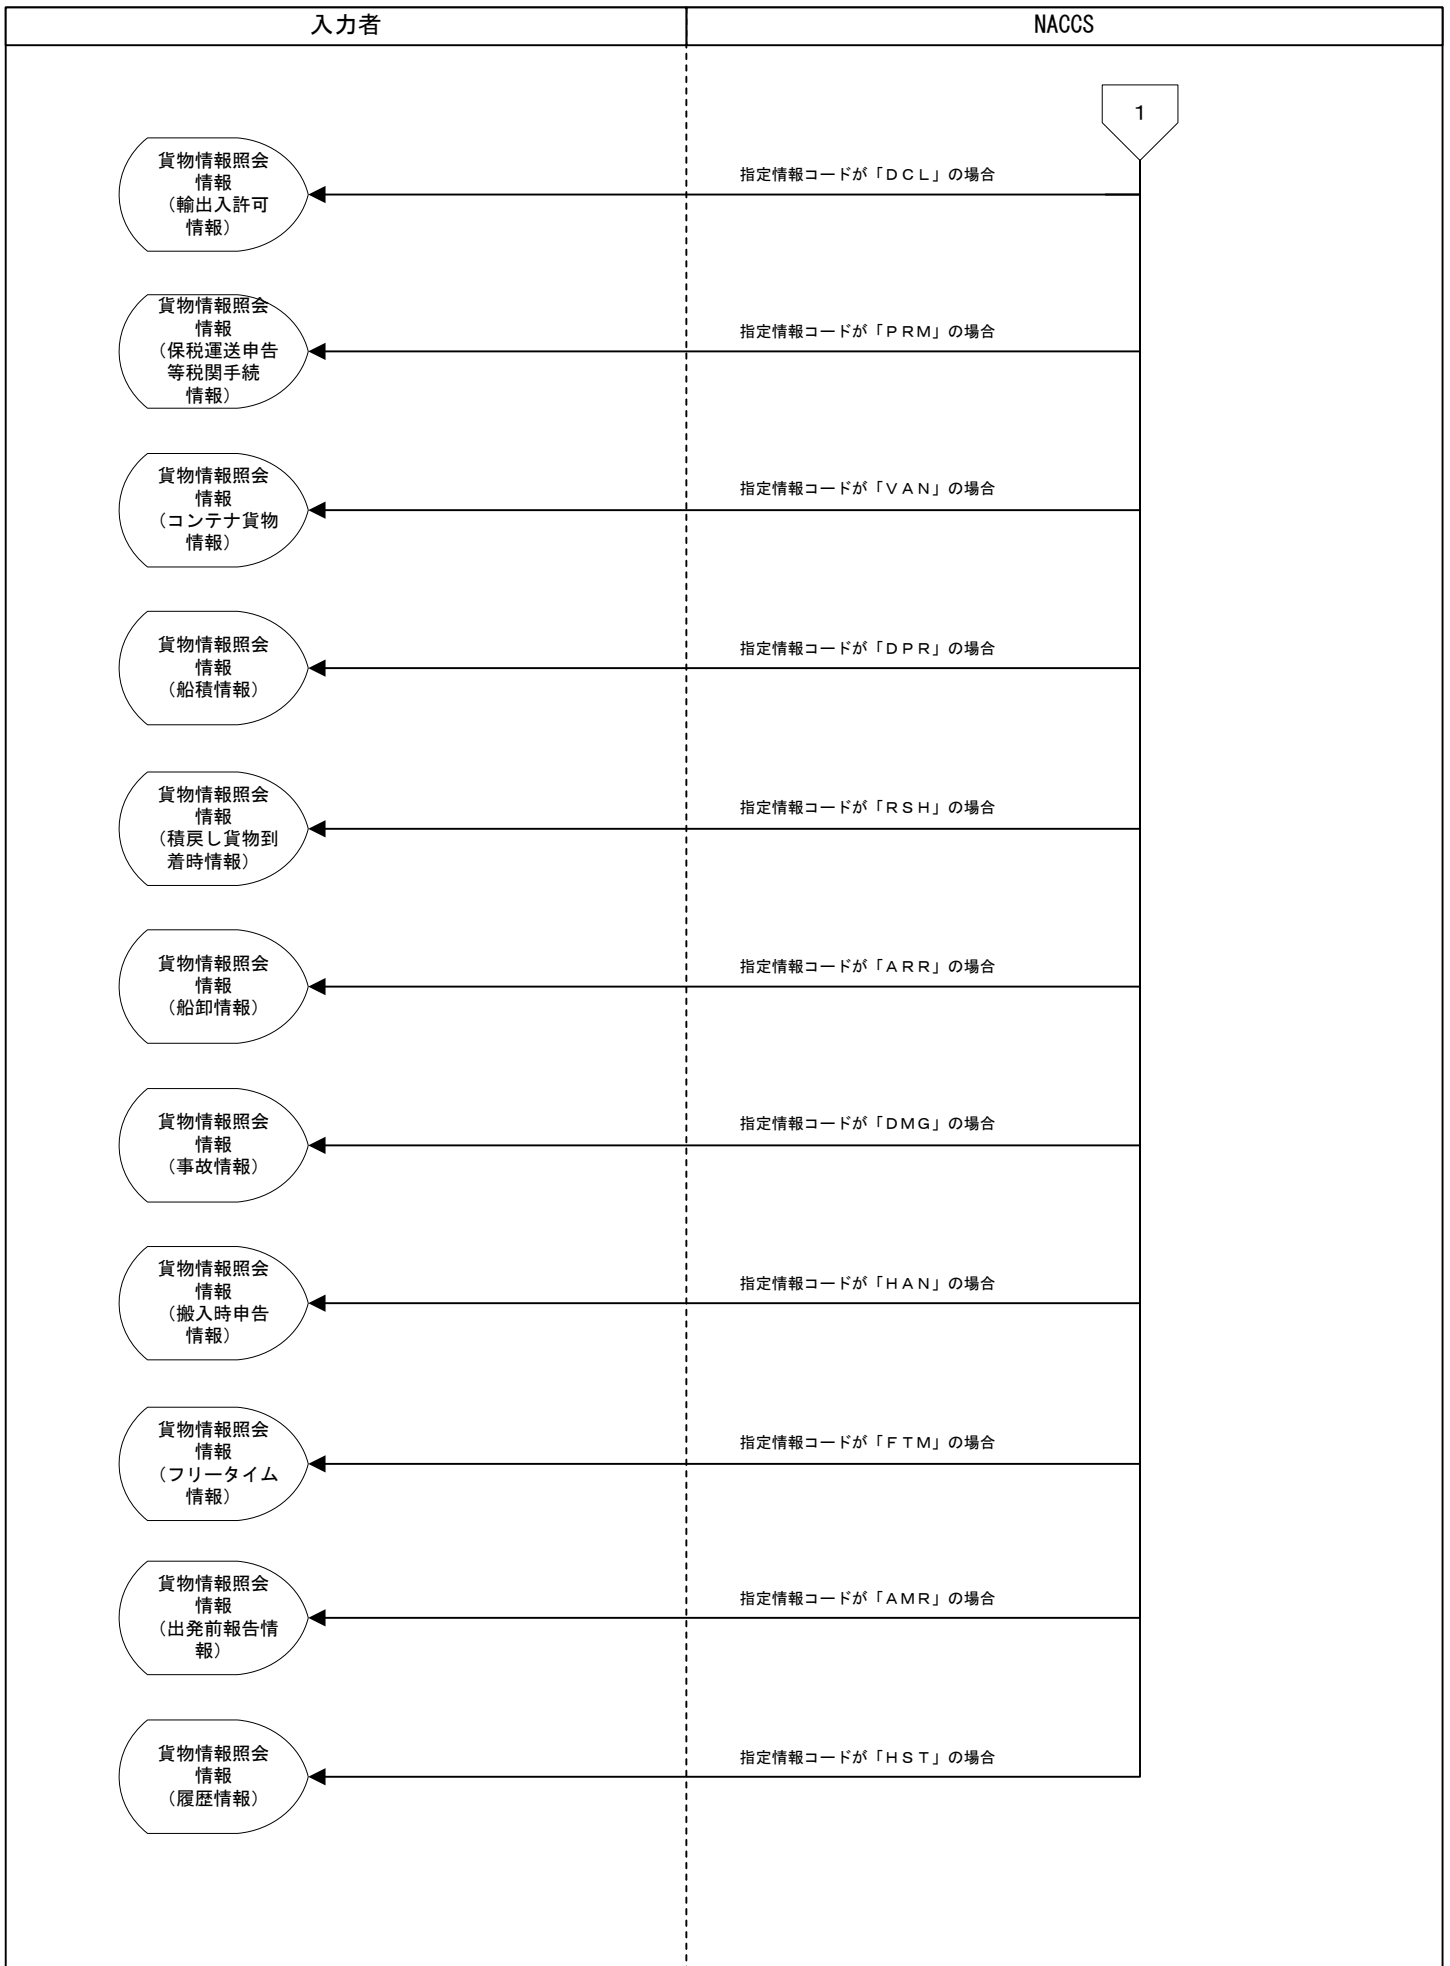 入力者
NACCS
1
貨物情報照会
情報
（輸出入許可
情報）
指定情報コードが「ＤＣＬ」の場合
貨物情報照会
情報
（保税運送申告
等税関手続
情報）
指定情報コードが「ＰＲＭ」の場合
貨物情報照会
情報
（コンテナ貨物
情報）
指定情報コードが「ＶＡＮ」の場合
貨物情報照会
情報
（船積情報）
指定情報コードが「ＤＰＲ」の場合
貨物情報照会
情報
（積戻し貨物到
着時情報）
指定情報コードが「ＲＳＨ」の場合
貨物情報照会
情報
（船卸情報）
指定情報コードが「ＡＲＲ」の場合
貨物情報照会
情報
（事故情報）
指定情報コードが「ＤＭＧ」の場合
貨物情報照会
情報
（搬入時申告
情報）
指定情報コードが「ＨＡＮ」の場合
貨物情報照会
情報
（フリータイム
情報）
指定情報コードが「ＦＴＭ」の場合
貨物情報照会
情報
（出発前報告情
報）
指定情報コードが「ＡＭＲ」の場合
貨物情報照会
情報
（履歴情報）
指定情報コードが「ＨＳＴ」の場合